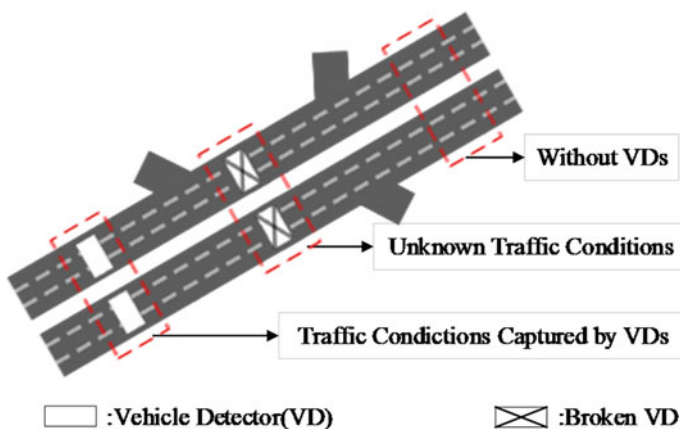 Without VDs
Unknown Traffic Conditions
Traffic Condictions Captured by VDs
:Vehicle Detector(VD)
:Broken VD